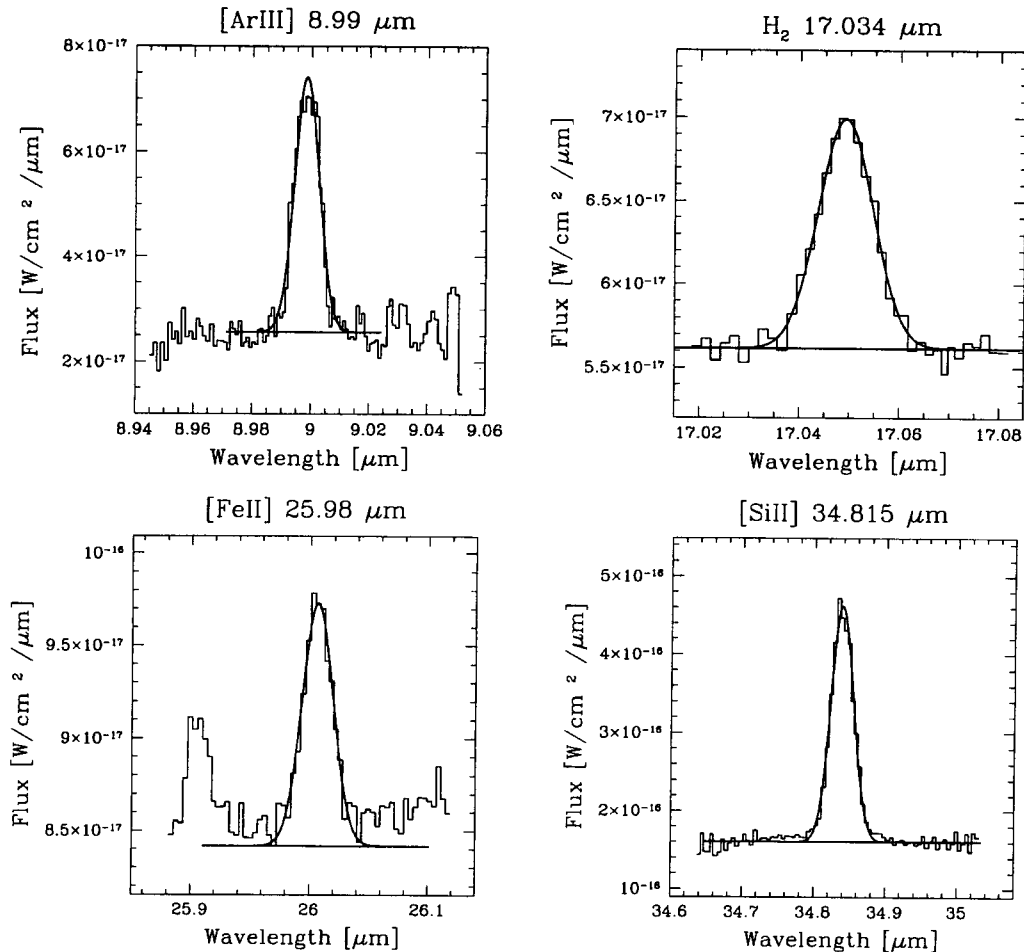 [ArIII] 8.99 μm
Flux [W/cm ² /μm]
8×10⁻¹⁷
6×10⁻¹⁷
4×10⁻¹⁷
2×10⁻¹⁷
8.94 8.96 8.98 9 9.02 9.04 9.06
Wavelength [μm]
H₂ 17.034 μm
Flux [W/cm ² /μm]
7×10⁻¹⁷
6.5×10⁻¹⁷
6×10⁻¹⁷
5.5×10⁻¹⁷
17.02 17.04 17.06 17.08
Wavelength [μm]
[FeII] 25.98 μm
Flux [W/cm ² /μm]
10⁻¹⁶
9.5×10⁻¹⁷
9×10⁻¹⁷
8.5×10⁻¹⁷
25.9 26 26.1
Wavelength [μm]
[SiII] 34.815 μm
Flux [W/cm ² /μm]
5×10⁻¹⁶
4×10⁻¹⁶
3×10⁻¹⁶
2×10⁻¹⁶
10⁻¹⁶
34.6 34.7 34.8 34.9 35
Wavelength [μm]